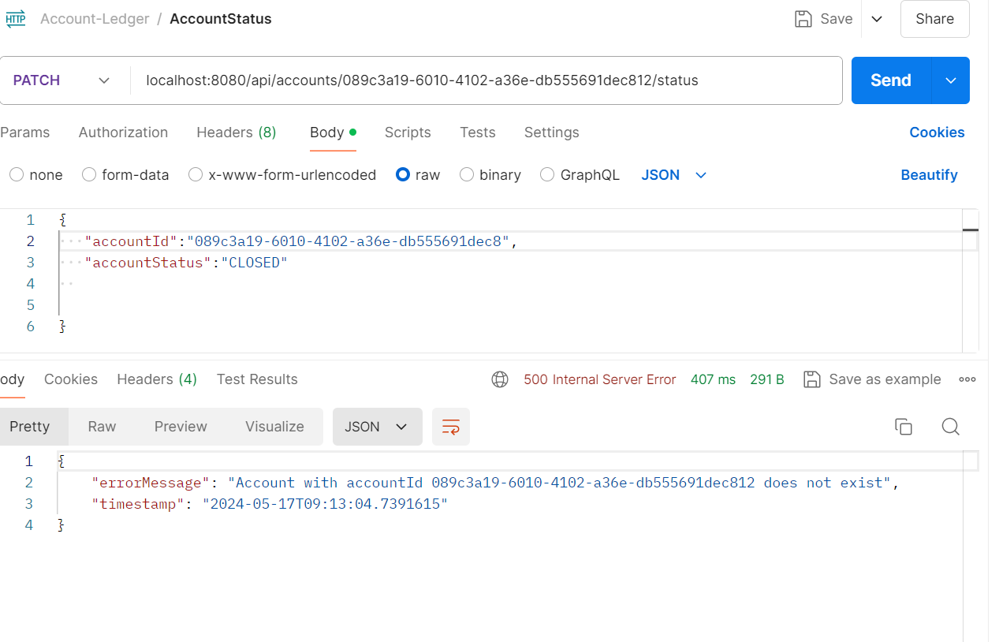 HTTP Account-Ledger / AccountStatus Save Share
PATCH localhost:8080/api/accounts/089c3a19-6010-4102-a36e-db555691dec812/status Send
Params Authorization Headers (8) Body Scripts Tests Settings Cookies
none form-data x-www-form-urlencoded raw binary GraphQL JSON Beautify
1 {
2 ···"accountId":"089c3a19-6010-4102-a36e-db555691dec8",
3 ···"accountStatus":"CLOSED"
4 ··
5
6 }
ody Cookies Headers (4) Test Results 500 Internal Server Error 407 ms 291 B Save as example
Pretty Raw Preview Visualize JSON
1 {
2 "errorMessage": "Account with accountId 089c3a19-6010-4102-a36e-db555691dec812 does not exist",
3 "timestamp": "2024-05-17T09:13:04.7391615"
4 }